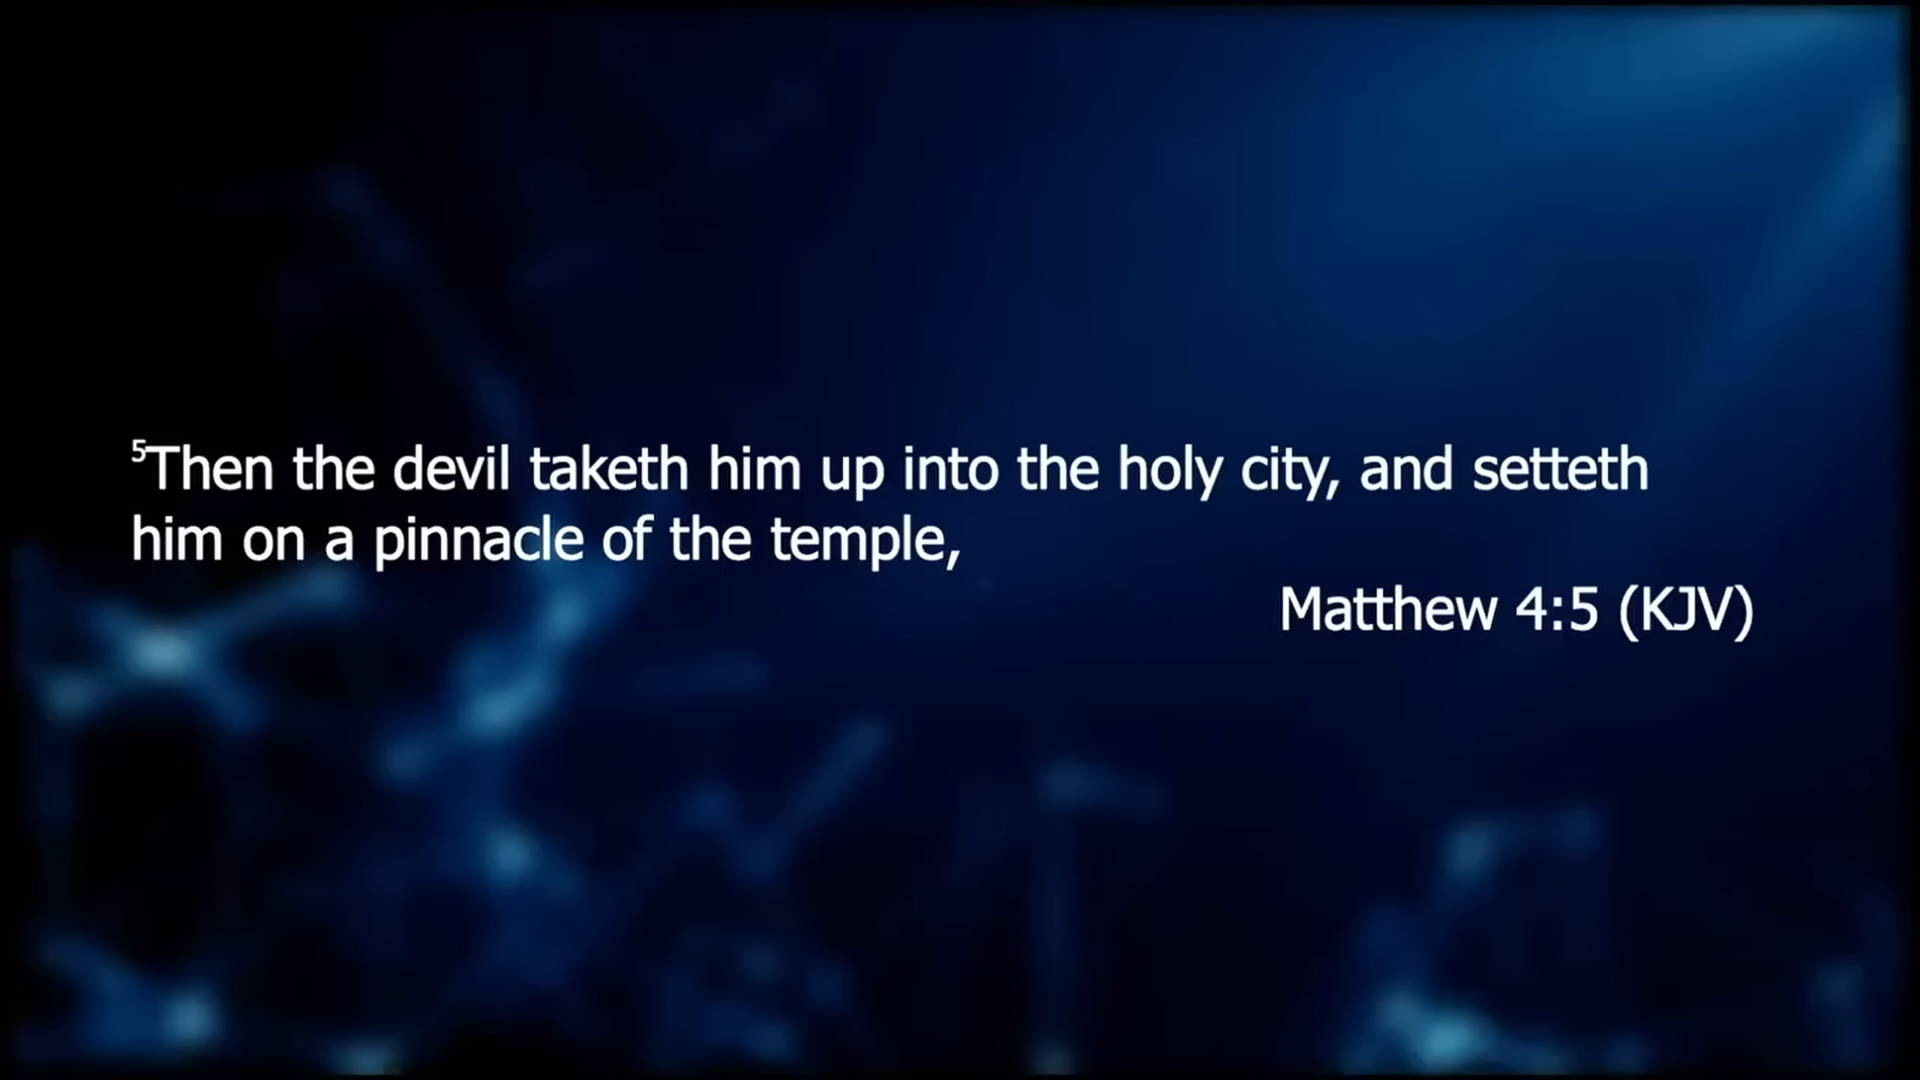 ⁵Then the devil taketh him up into the holy city, and setteth
him on a pinnacle of the temple,
Matthew 4:5 (KJV)